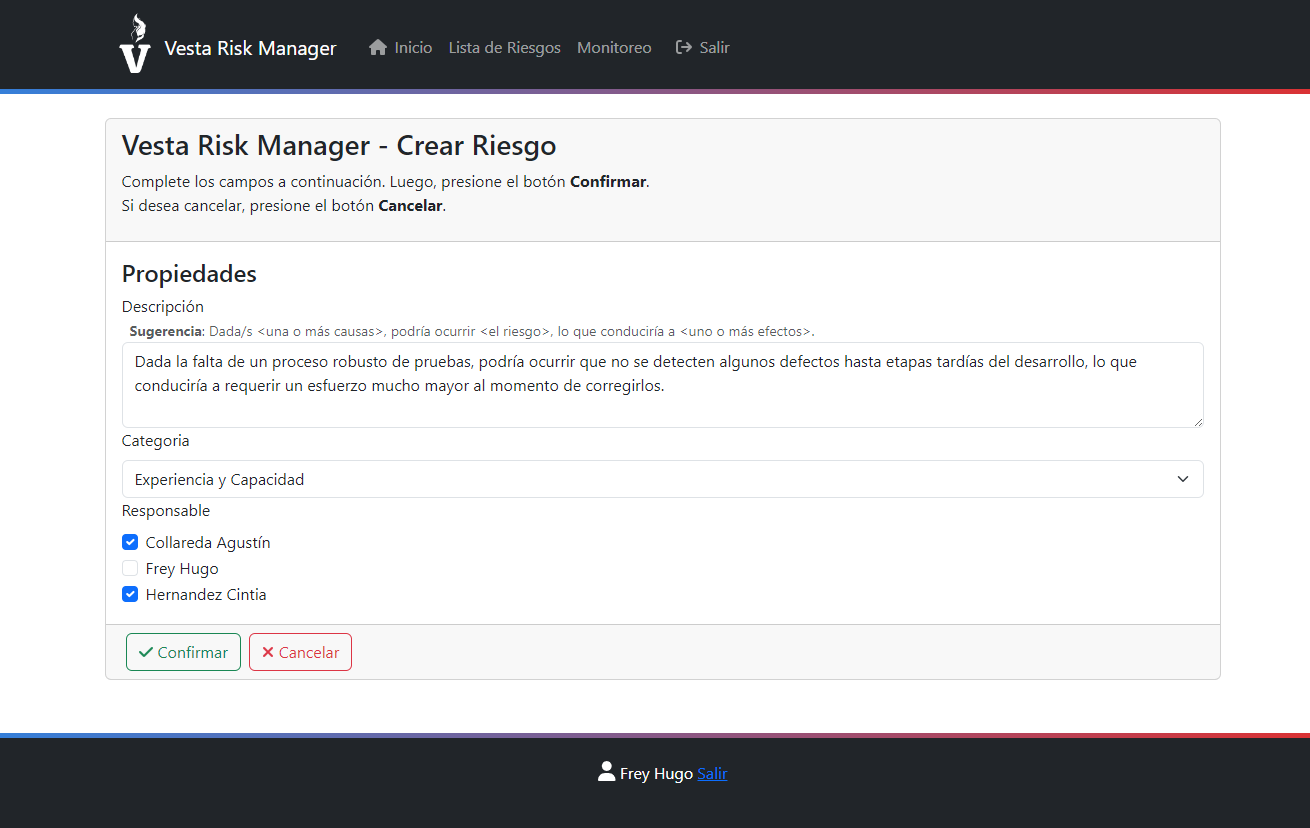 V
Vesta Risk Manager
Inicio
Lista de Riesgos
Monitoreo
Salir
Vesta Risk Manager - Crear Riesgo
Complete los campos a continuación. Luego, presione el botón Confirmar.
Si desea cancelar, presione el botón Cancelar.
Propiedades
Descripción
Sugerencia: Dada/s <una o más causas>, podría ocurrir <el riesgo>, lo que conduciría a <uno o más efectos>.
Dada la falta de un proceso robusto de pruebas, podría ocurrir que no se detecten algunos defectos hasta etapas tardías del desarrollo, lo que
conduciría a requerir un esfuerzo mucho mayor al momento de corregirlos.
Categoria
Experiencia y Capacidad
Responsable
Collareda Agustín
Frey Hugo
Hernandez Cintia
Confirmar
Cancelar
Frey Hugo Salir